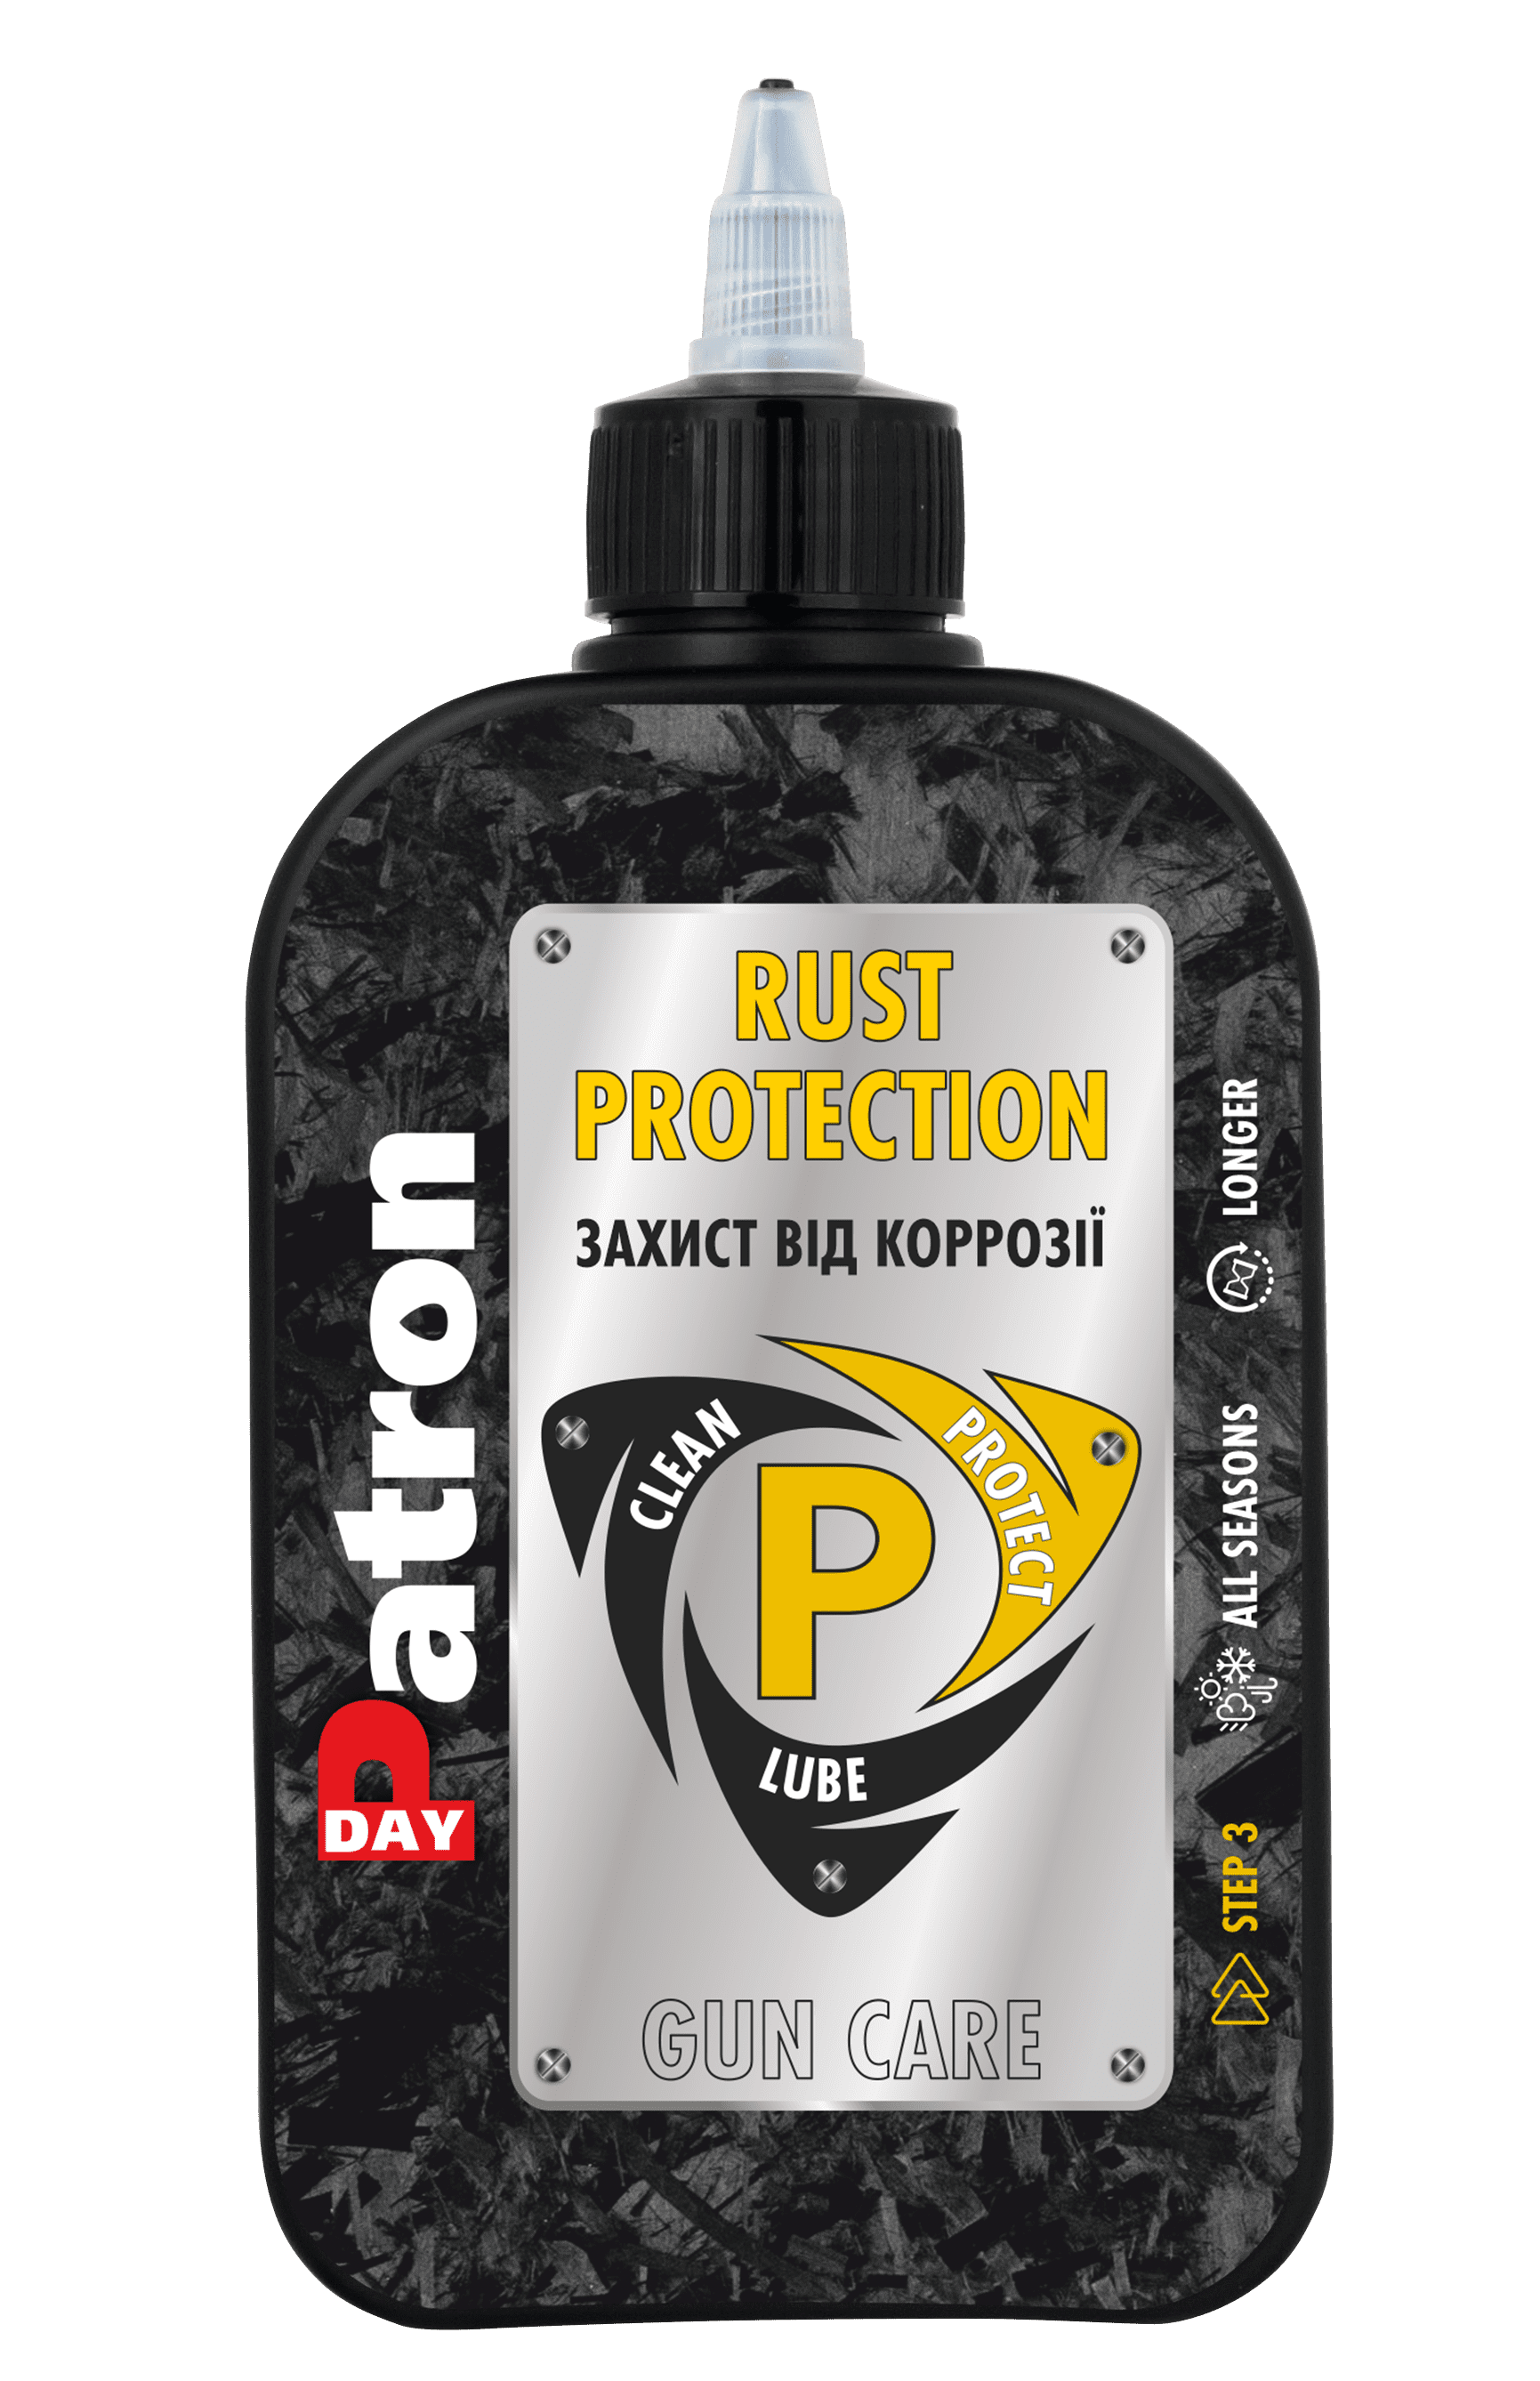 RUST
PROTECTION
ЗАХИСТ ВІД КОРРОЗІЇ
CLEAN
PROTECT
P
LUBE
GUN CARE
Patron
DAY
STEP 3
ALL SEASONS
LONGER